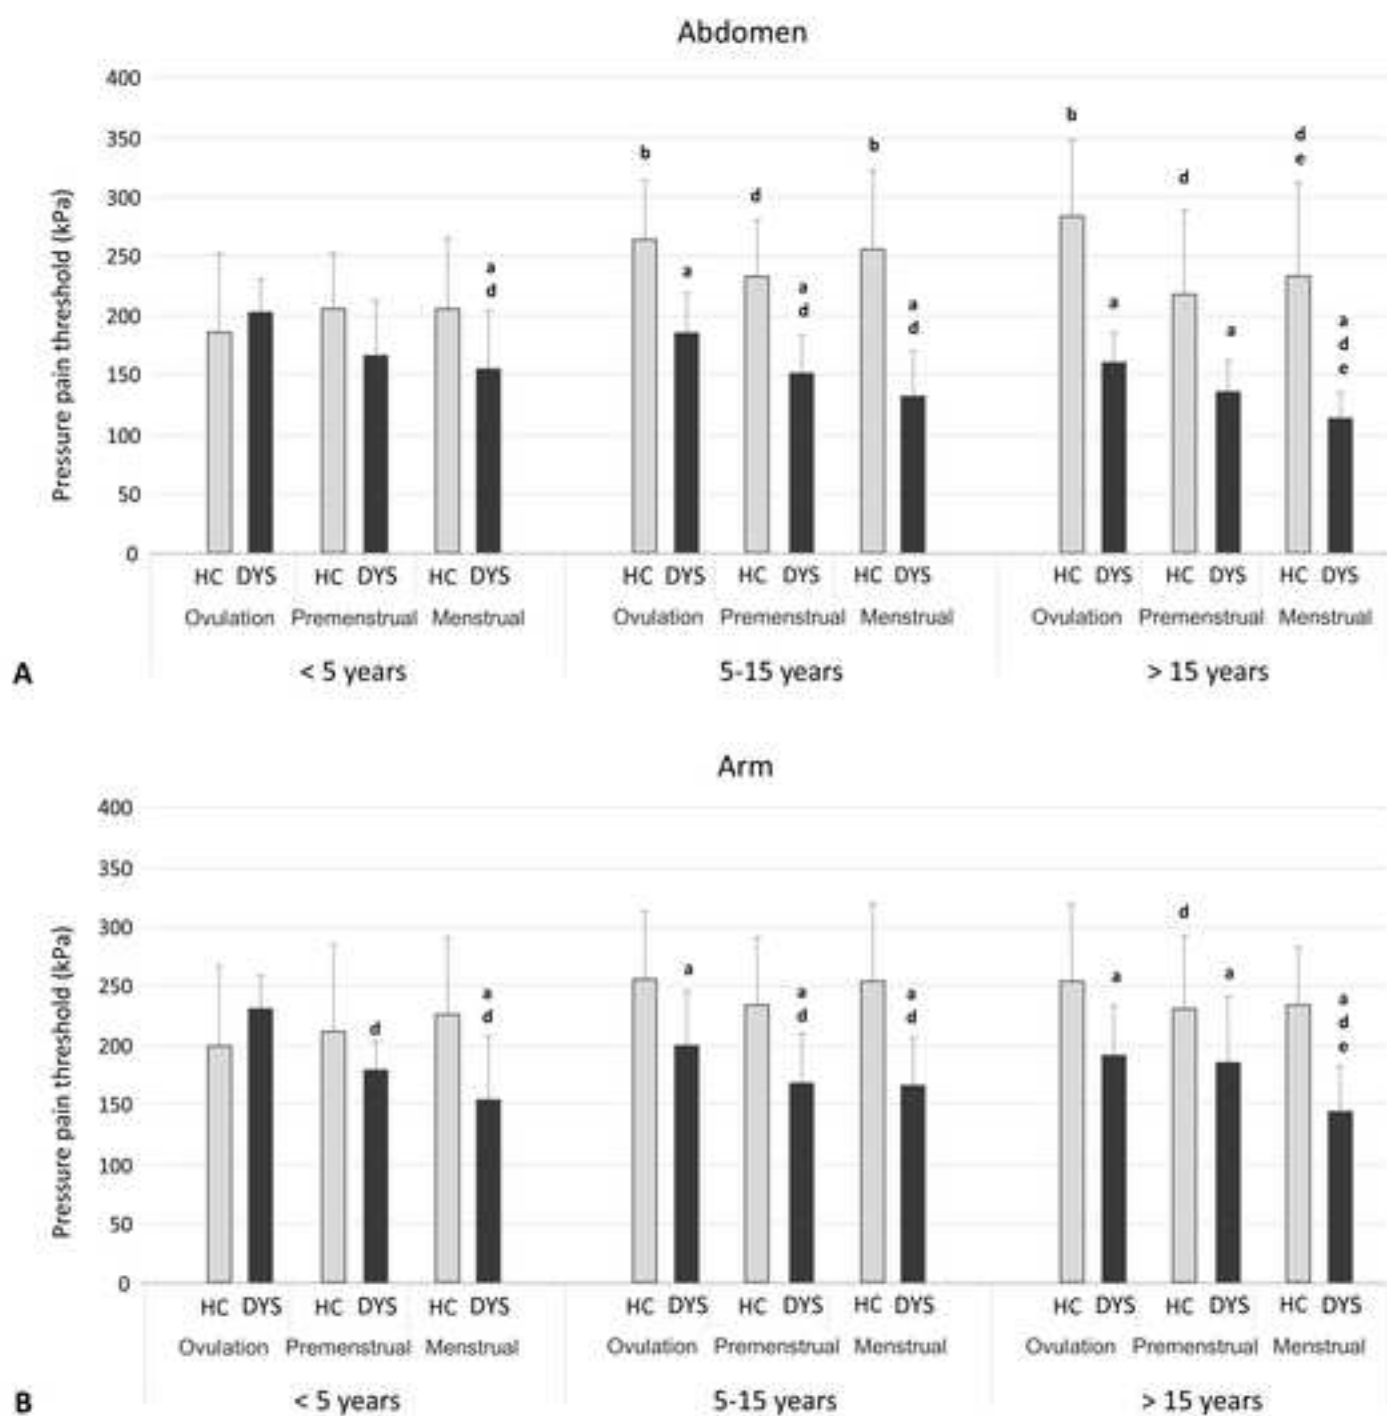 Abdomen
Pressure pain threshold (kPa)
400
350
300
250
200
150
100
50
0
a
d
b
a
d
a
d
b
a
d
b
a
d
a
d
e
a
d
e
HC DYS HC DYS HC DYS HC DYS HC DYS HC DYS HC DYS HC DYS HC DYS
Ovulation Premenstrual Menstrual Ovulation Premenstrual Menstrual Ovulation Premenstrual Menstrual
A < 5 years 5-15 years > 15 years
Arm
Pressure pain threshold (kPa)
400
350
300
250
200
150
100
50
0
d
a
d
a
a
d
a
d
a
d
a
a
d
e
HC DYS HC DYS HC DYS HC DYS HC DYS HC DYS HC DYS HC DYS HC DYS
Ovulation Premenstrual Menstrual Ovulation Premenstrual Menstrual Ovulation Premenstrual Menstrual
B < 5 years 5-15 years > 15 years